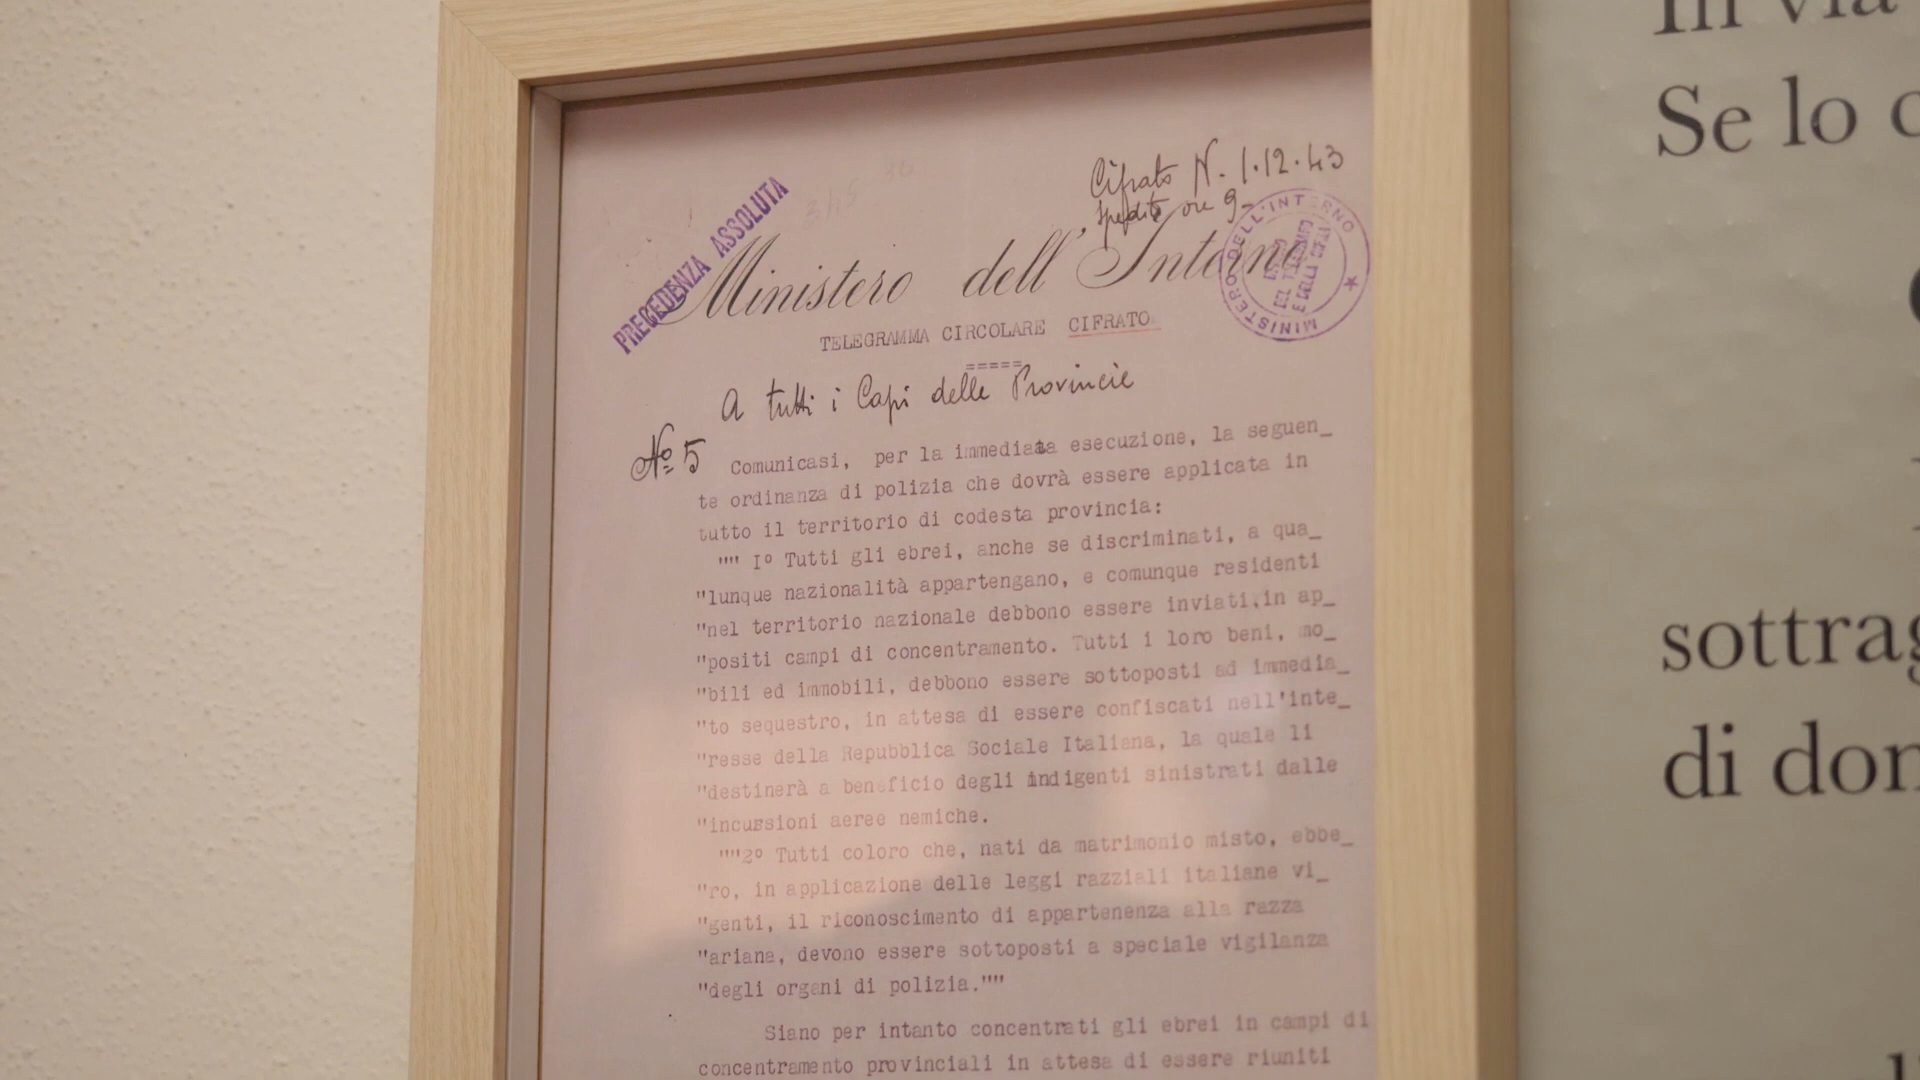 PRECEDENZA ASSOLUTA
Cifrato N. 1.12.43
spedito ore 9-
Ministero dell'Interno
MINISTERO DELL'INTERNO
TELEGRAMMA CIRCOLARE CIFRATO
=====
A tutti i Capi delle Provincie
No 5
Comunicasi, per la immediata esecuzione, la seguen_
te ordinanza di polizia che dovrà essere applicata in
tutto il territorio di codesta provincia:
"" I° Tutti gli ebrei, anche se discriminati, a qua_
"lunque nazionalità appartengano, e comunque residenti
"nel territorio nazionale debbono essere inviati,in ap_
"positi campi di concentramento. Tutti i loro beni, mo_
"bili ed immobili, debbono essere sottoposti ad immedia_
"to sequestro, in attesa di essere confiscati nell'inte_
"resse della Repubblica Sociale Italiana, la quale li
"destinerà a beneficio degli indigenti sinistrati dalle
"incursioni aeree nemiche.
""2° Tutti coloro che, nati da matrimonio misto, ebbe_
"ro, in applicazione delle leggi razziali italiane vi_
"genti, il riconoscimento di appartenenza alla razza
"ariana, devono essere sottoposti a speciale vigilanza
"degli organi di polizia.""
Siano per intanto concentrati gli ebrei in campi di
concentramento provinciali in attesa di essere riuniti
In via
Se lo
sottrag
di